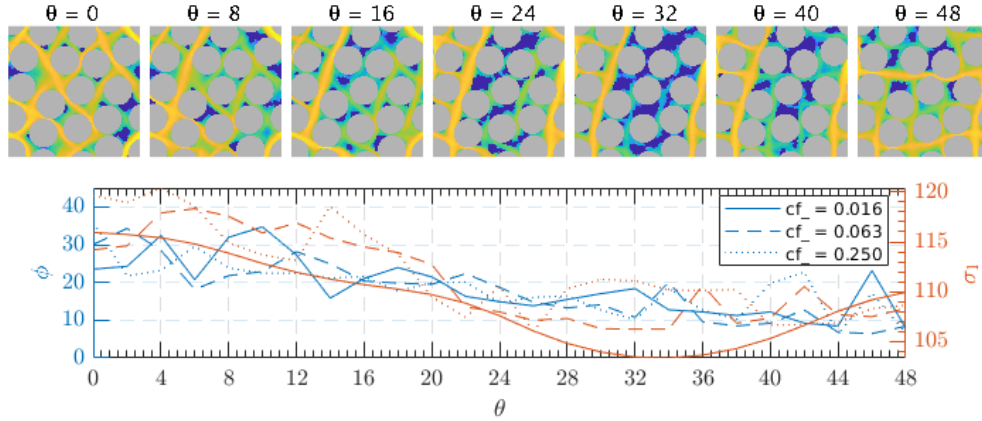 θ = 0 θ = 8 θ = 16 θ = 24 θ = 32 θ = 40 θ = 48
40
30
20
10
0
ϕ
120
115
110
105
σ1
cf_ = 0.016
cf_ = 0.063
cf_ = 0.250
0 4 8 12 16 20 24 28 32 36 40 44 48
θ